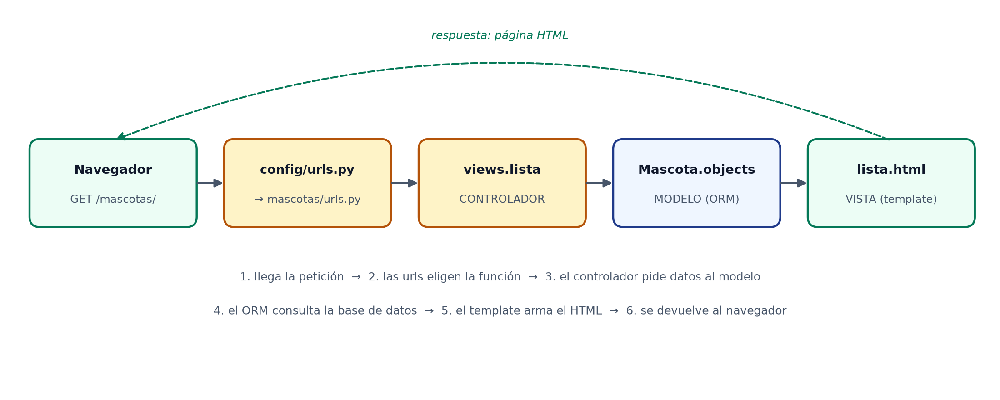 respuesta: página HTML
Navegador
GET /mascotas/
config/urls.py
→ mascotas/urls.py
views.lista
CONTROLADOR
Mascota.objects
MODELO (ORM)
lista.html
VISTA (template)
1. llega la petición → 2. las urls eligen la función → 3. el controlador pide datos al modelo
4. el ORM consulta la base de datos → 5. el template arma el HTML → 6. se devuelve al navegador